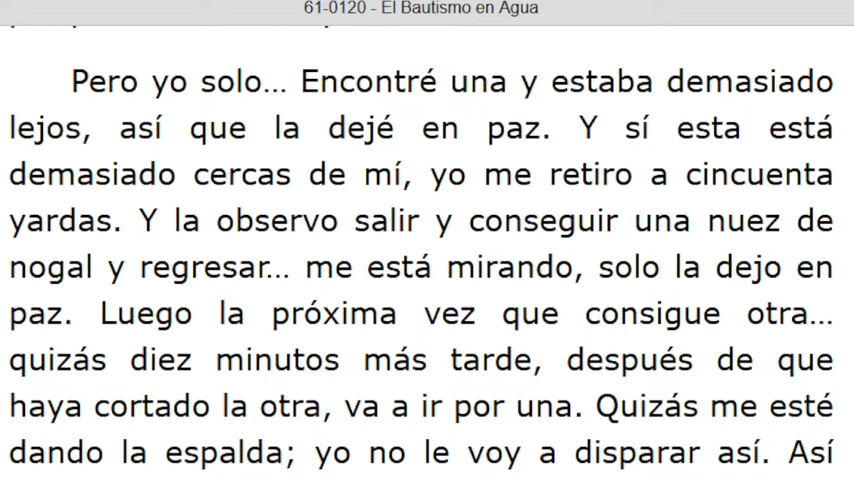 61-0120 - El Bautismo en Agua
Pero yo solo... Encontré una y estaba demasiado
lejos, así que la dejé en paz. Y sí esta está
demasiado cercas de mí, yo me retiro a cincuenta
yardas. Y la observo salir y conseguir una nuez de
nogal y regresar... me está mirando, solo la dejo en
paz. Luego la próxima vez que consigue otra...
quizás diez minutos más tarde, después de que
haya cortado la otra, va a ir por una. Quizás me esté
dando la espalda; yo no le voy a disparar así. Así